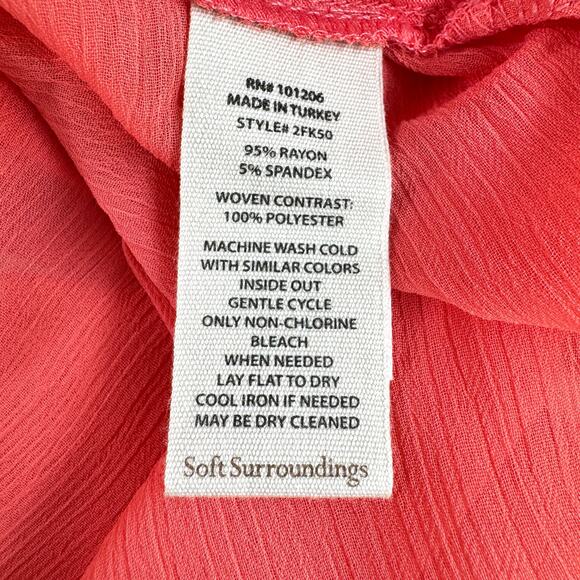 RN# 101206
MADE IN TURKEY
STYLE# 2FK50
95% RAYON
5% SPANDEX
WOVEN CONTRAST:
100% POLYESTER
MACHINE WASH COLD
WITH SIMILAR COLORS
INSIDE OUT
GENTLE CYCLE
ONLY NON-CHLORINE
BLEACH
WHEN NEEDED
LAY FLAT TO DRY
COOL IRON IF NEEDED
MAY BE DRY CLEANED
Soft Surroundings